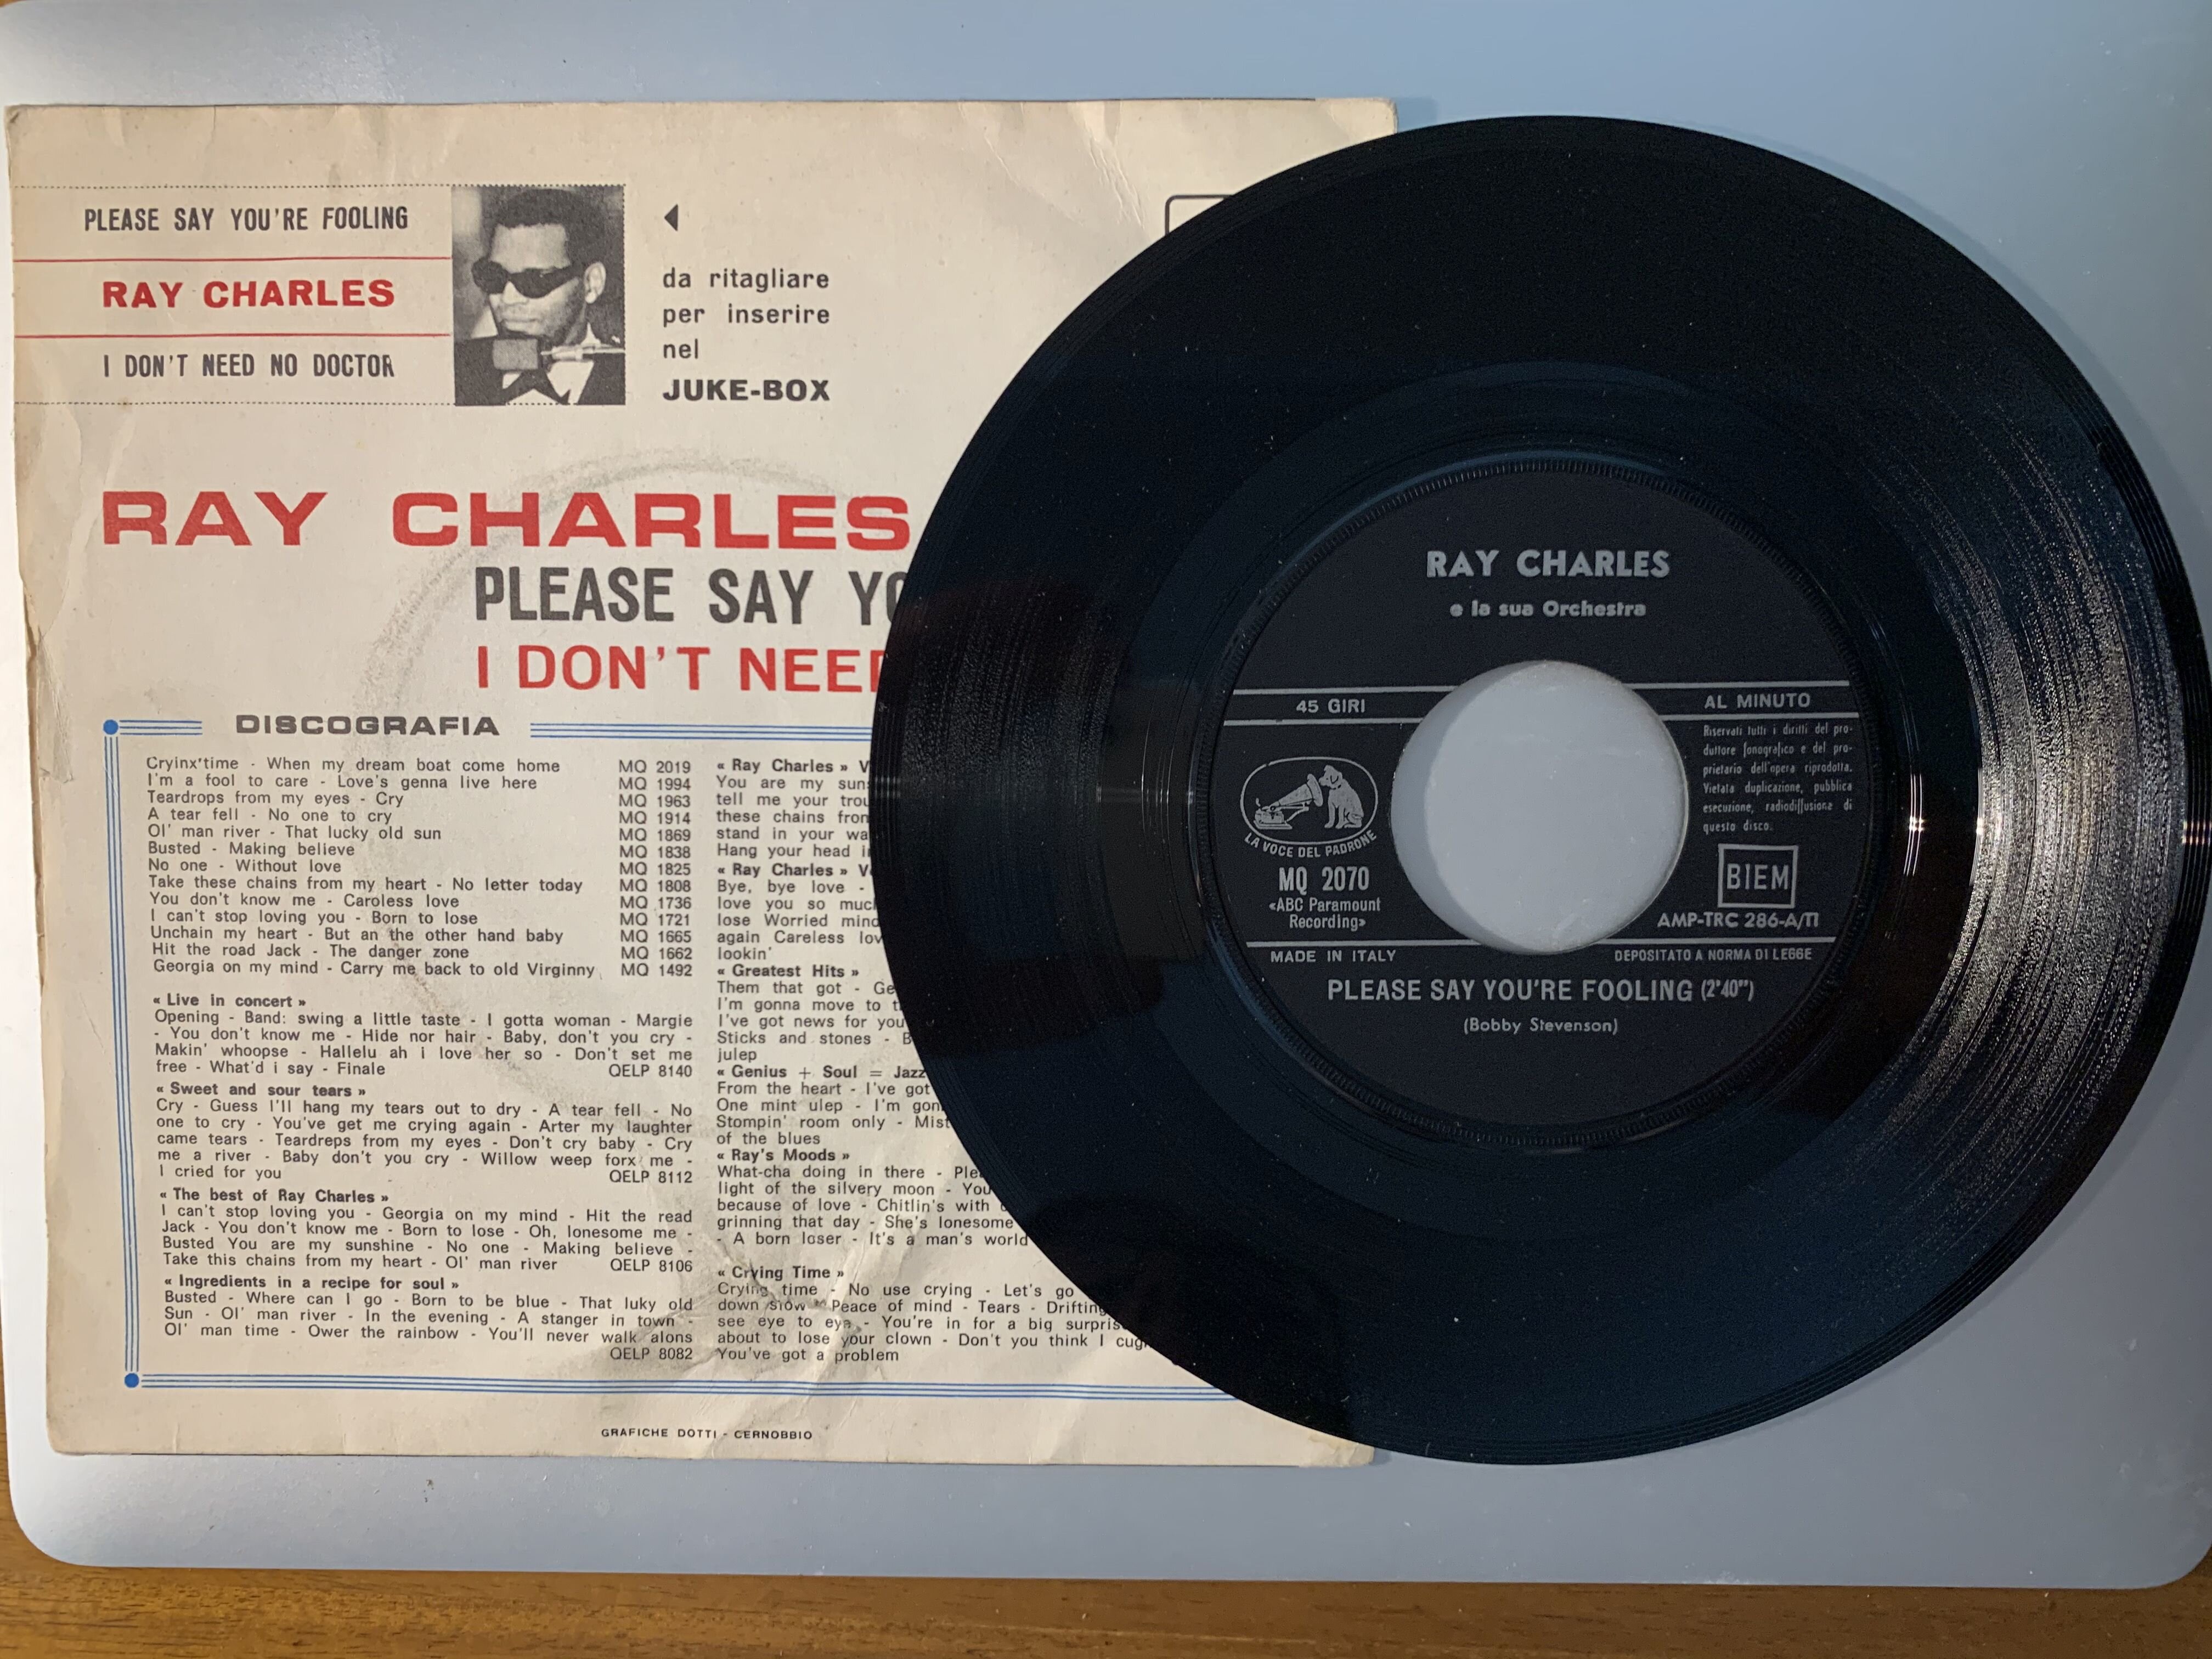 PLEASE SAY YOU'RE FOOLING
RAY CHARLES
I DON'T NEED NO DOCTOR
da ritagliare
per inserire
nel
JUKE-BOX
RAY CHARLES
PLEASE SAY
I DON'T
DISCOGRAFIA
Cryinx'time - When my dream boat come home MQ 2019
I'm a fool to care - Love's genna live here MQ 1994
Teardrops from my eyes - Cry MQ 1963
A tear fell - No one to cry MQ 1914
Ol' man river - That lucky old sun MQ 1869
Busted - Making believe MQ 1838
No one - Without love MQ 1825
Take these chains from my heart - No letter today MQ 1808
You don't know me - Caroless love MQ 1736
I can't stop loving you - Born to lose MQ 1721
Unchain my heart - But an the other hand baby MQ 1665
Hit the road Jack - The danger zone MQ 1662
Georgia on my mind - Carry me back to old Virginny MQ 1492
« Live in concert »
Opening - Band: swing a little taste - I gotta woman - Margie
- You don't know me - Hide nor hair - Baby, don't you cry -
Makin' whoopse - Hallelu ah i love her so - Don't set me
free - What'd i say - Finale QELP 8140
« Sweet and sour tears »
Cry - Guess I'll hang my tears out to dry - A tear fell - No
one to cry - You've get me crying again - Arter my laughter
came tears - Teardreps from my eyes - Don't cry baby - Cry
me a river - Baby don't you cry - Willow weep forx me -
I cried for you QELP 8112
« The best of Ray Charles »
I can't stop loving you - Georgia on my mind - Hit the read
Jack - You don't know me - Born to lose - Oh, lonesome me -
Busted You are my sunshine - No one - Making believe -
Take this chains from my heart - Ol' man river QELP 8106
« Ingredients in a recipe for soul »
Busted - Where can I go - Born to be blue - That luky old
Sun - Ol' man river - In the evening - A stanger in town -
Ol' man time - Ower the rainbow - You'll never walk alons
QELP 8082
« Ray Charles »
You are my
tell me your
these chains
stand in your
Hang your head
« Ray Charles »
Bye, bye love -
love you so
lose Worried mind
again Careless
lookin'
« Greatest Hits »
Them that got -
I'm gonna move to
I've got news for you
Sticks and stones -
julep
« Genius + Soul = Jazz
From the heart - I've got
One mint ulep - I'm
Stompin' room only -
of the blues
« Ray's Moods »
What-cha doing in there -
light of the silvery moon -
because of love - Chitlin's with
grinning that day - She's lonesome
- A born loser - It's a man's world
« Crying Time »
Crying time - No use crying - Let's go
down slow - Peace of mind - Tears - Drifting
see eye to eye - You're in for a big
about to lose your clown - Don't you think I
You've got a problem
GRAFICHE DOTTI - CERNOBBIO
RAY CHARLES
e la sua Orchestra
45 GIRI
AL MINUTO
Riservati tutti i diritti del pro-
duttore fonografico e del pro-
prietario dell'opera riprodotta.
Vietata duplicazione, pubblica
esecuzione, radiodiffusione di
questo disco.
LA VOCE DEL PADRONE
MQ 2070
«ABC Paramount
Recording»
BIEM
AMP-TRC 286-A/TI
MADE IN ITALY
DEPOSITATO A NORMA DI LEGGE
PLEASE SAY YOU'RE FOOLING (2'40")
(Bobby Stevenson)